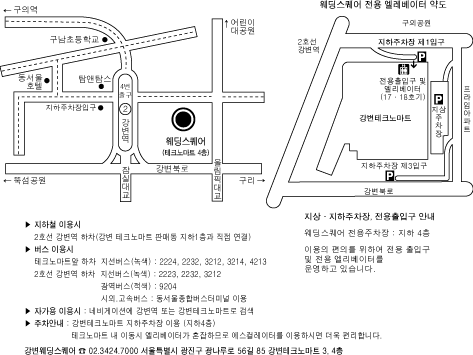 웨딩스퀘어 전용 엘레베이터 약도
← 구의역
어린이
대공원
구남초등학교
동서울
호텔
탐앤탐스
지하주차장입구
4번
출구
2
강변역
웨딩스퀘어
(테크노마트 4층)
강변북로
← 뚝섬공원
잠실대교
올림픽대교
구리 →
구의공원
2호선
강변역
지하주차장 제1입구
P
전용출입구 및
엘리베이터
(17 · 18호기)
강변테크노마트
P
지상주차장
프라임아파트
지하주차장 제3입구
P
강변북로
▶ 지하철 이용시
2호선 강변역 하차(강변 테크노마트 판매동 지하1층과 직접 연결)
▶ 버스 이용시
테크노마트앞 하차 지선버스(녹색) : 2224, 2232, 3212, 3214, 4213
2호선 강변역 하차 지선버스(녹색) : 2223, 2232, 3212
광역버스(적색) : 9204
시외.고속버스 : 동서울종합버스터미널 이용
▶ 자가용 이용시 : 네비게이션에 강변역 또는 강변테크노마트로 검색
▶ 주차안내 : 강변테크노마트 지하주차장 이용 (지하4층)
테크노마트 내 이동시 엘리베이터가 혼잡하므로 에스컬레이터를 이용하시면 더욱 편리합니다.
지상 · 지하주차장, 전용출입구 안내
웨딩스퀘어 전용주차장 : 지하 4층
이용의 편의를 위하여 전용 출입구
및 전용 엘리베이터를
운영하고 있습니다.
강변웨딩스퀘어 ☎ 02.3424.7000 서울특별시 광진구 광나루로 56길 85 강변테크노마트 3, 4층